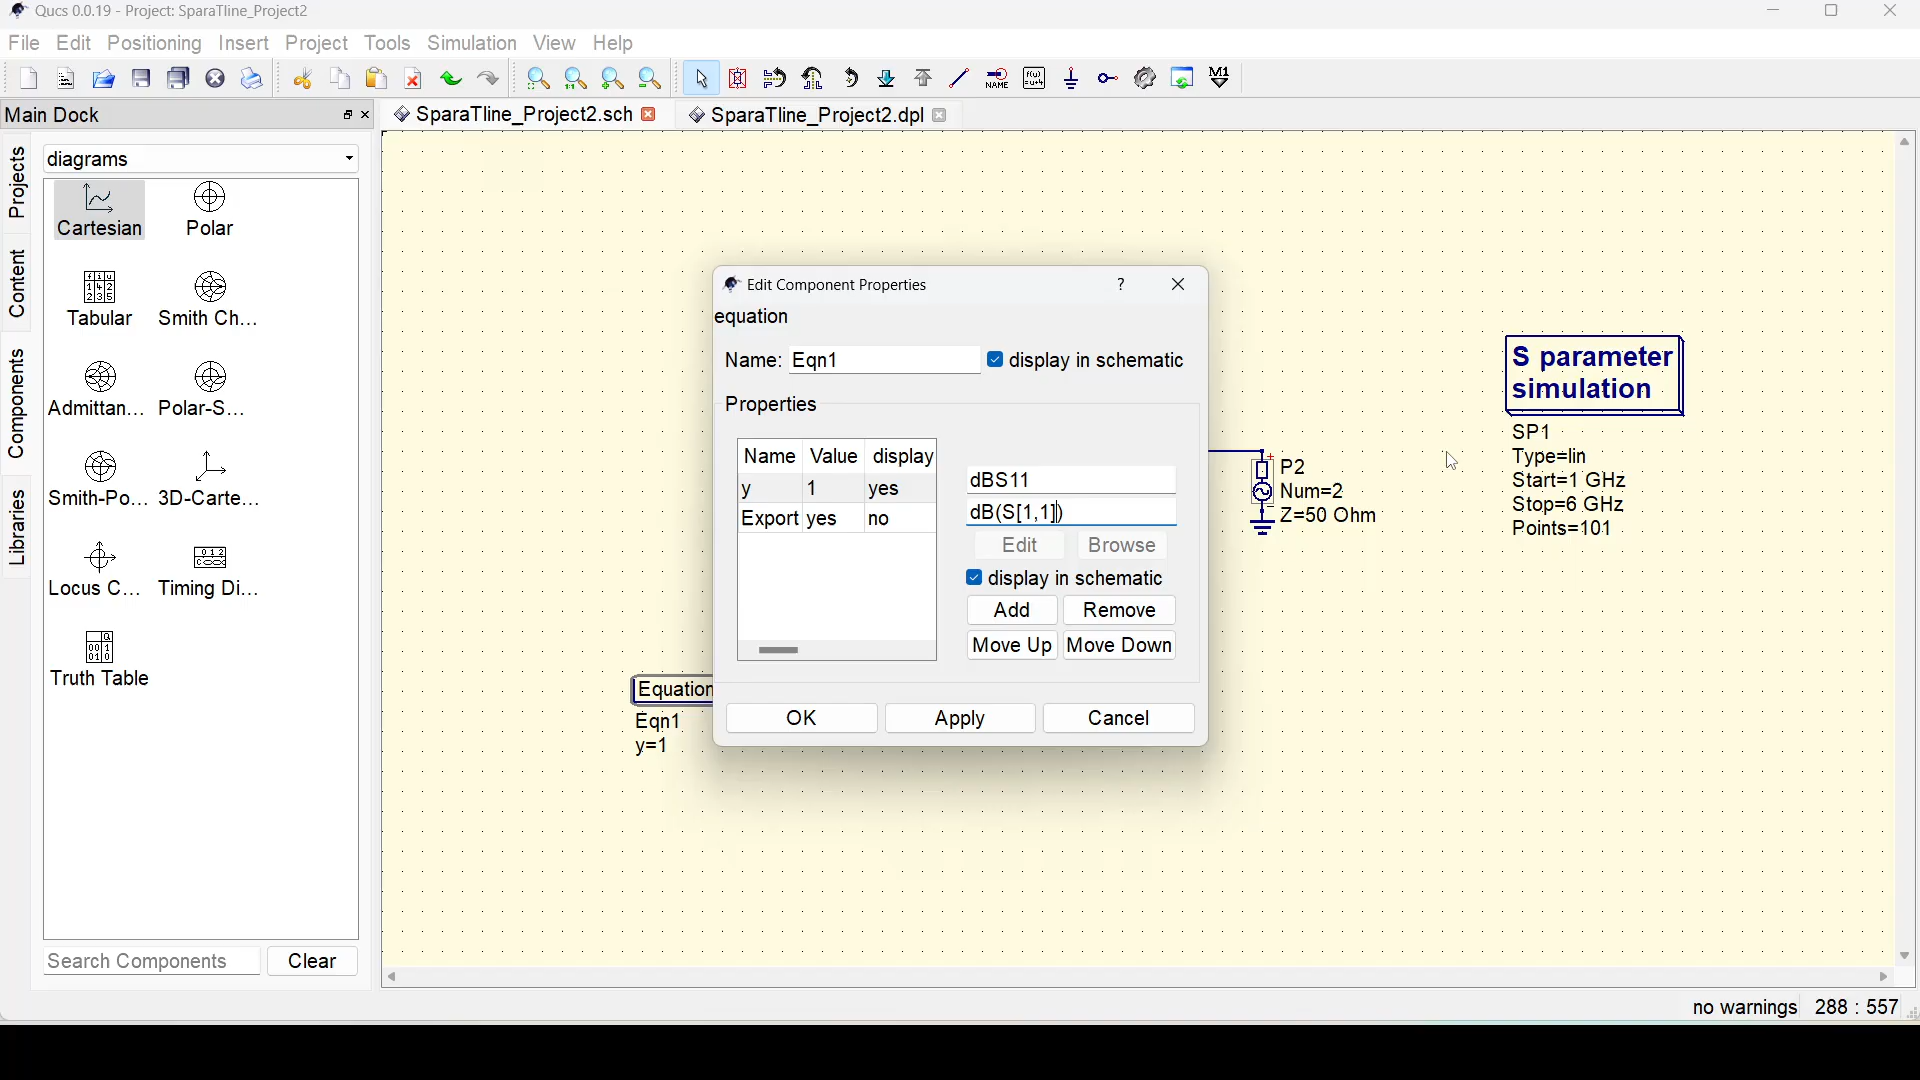 Qucs 0.0.19 - Project: SparaTline_Project2
File Edit Positioning Insert Project Tools Simulation View Help
NAME
M1
Main Dock
SparaTline_Project2.sch
SparaTline_Project2.dpl
Projects
Content
Components
Libraries
diagrams
Cartesian
Polar
Tabular
Smith Ch...
Admittan...
Polar-S...
Smith-Po...
3D-Carte...
Locus C...
Timing Di...
Truth Table
Search Components
Clear
Edit Component Properties
equation
Name: Eqn1
display in schematic
Properties
Name Value display
y 1 yes
Export yes no
dBS11
dB(S[1,1])
Edit Browse
display in schematic
Add Remove
Move Up Move Down
OK Apply Cancel
Equation
Eqn1
y=1
P2
Num=2
Z=50 Ohm
S parameter
simulation
SP1
Type=lin
Start=1 GHz
Stop=6 GHz
Points=101
no warnings 288 : 557